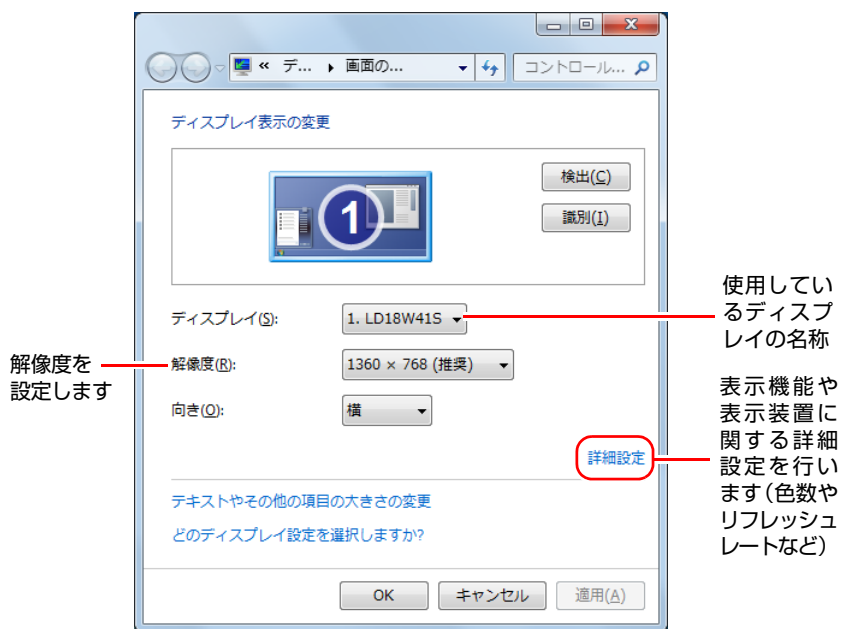 « デ... 画面の...
コントロール...
ディスプレイ表示の変更
1
検出(C)
識別(I)
ディスプレイ(S):
1. LD18W41S
解像度(R):
1360 × 768 (推奨)
向き(O):
横
詳細設定
テキストやその他の項目の大きさの変更
どのディスプレイ設定を選択しますか?
OK
キャンセル
適用(A)
解像度を
設定します
使用してい
るディスプ
レイの名称
表示機能や
表示装置に
関する詳細
設定を行い
ます(色数や
リフレッシュ
レートなど)